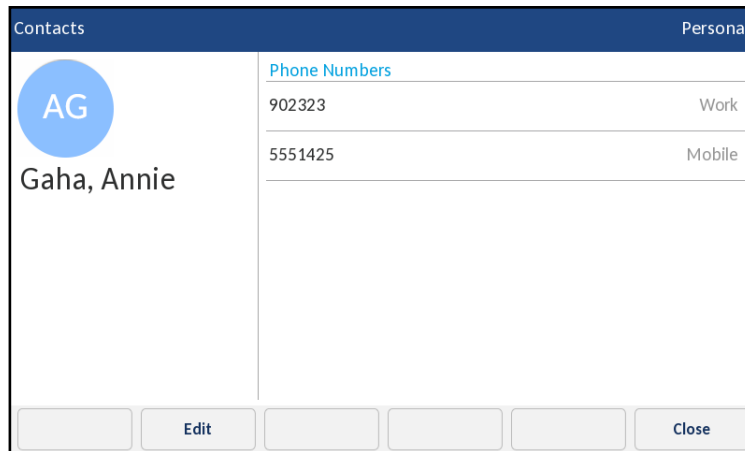 Contacts Persona
AG
Gaha, Annie
Phone Numbers
902323 Work
5551425 Mobile
Edit Close